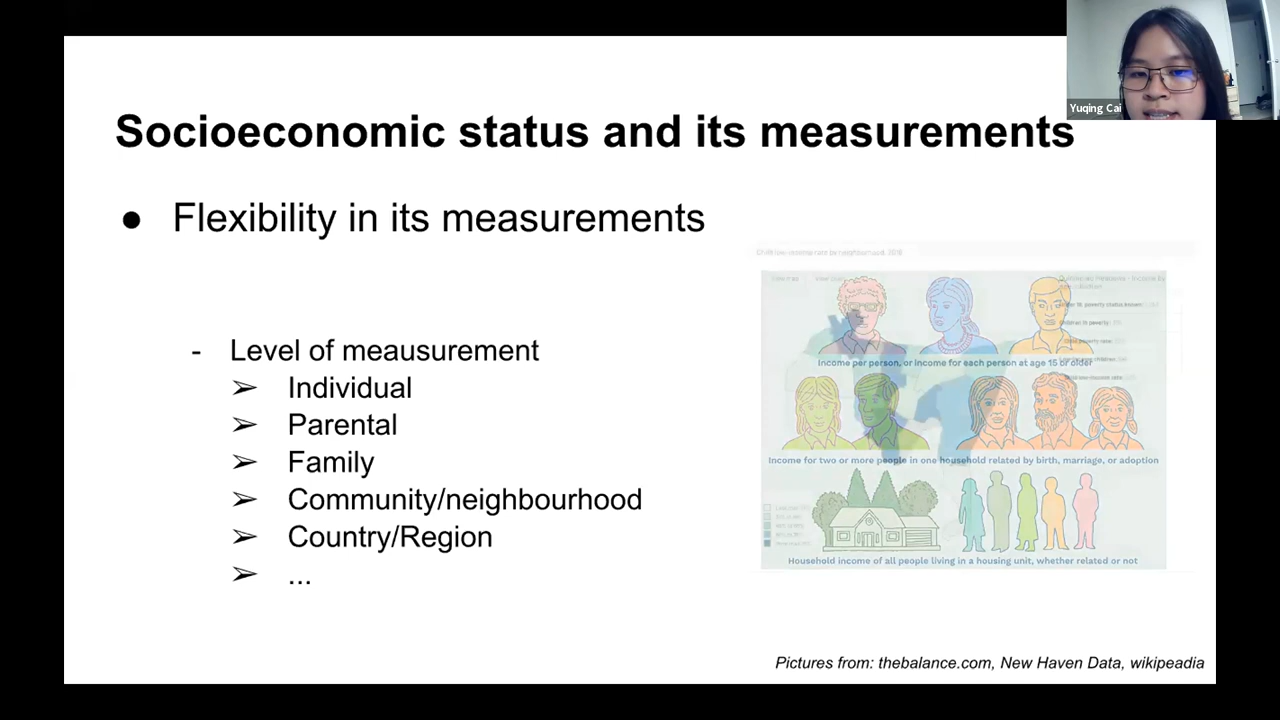 Yuqing Cai
Socioeconomic status and its measurements
● Flexibility in its measurements
- Level of meausurement
➢ Individual
➢ Parental
➢ Family
➢ Community/neighbourhood
➢ Country/Region
➢ ...
Income per person, or income for each person at age 15 or older
Income for two or more people in one household related by birth, marriage, or adoption
Household income of all people living in a housing unit, whether related or not
Pictures from: thebalance.com, New Haven Data, wikipeadia